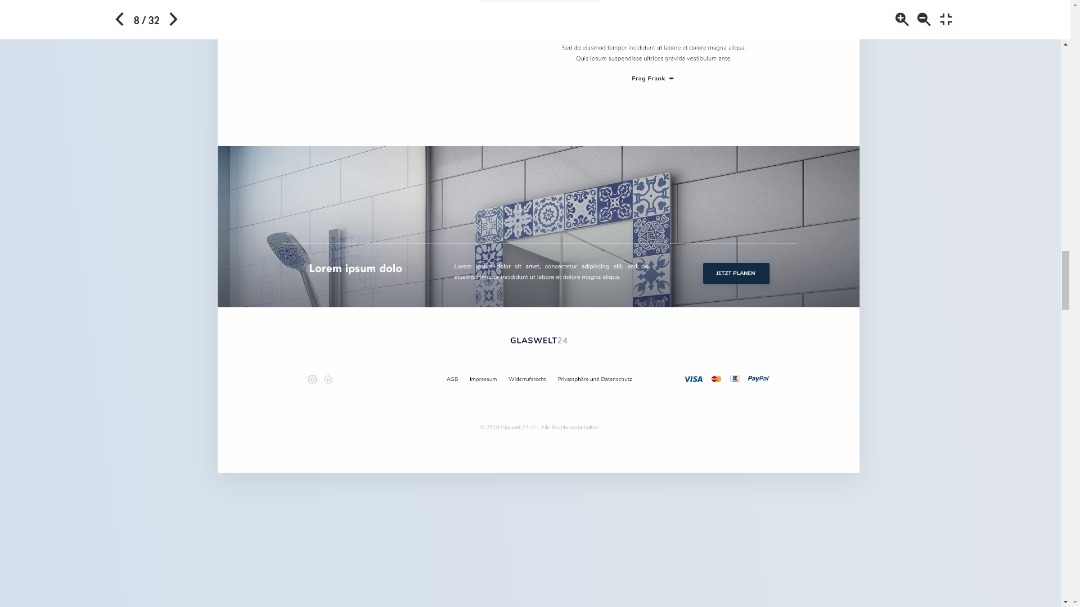 8 / 32
Sed do eiusmod tempor incididunt ut labore et dolore magna aliqua.
Quis ipsum suspendisse ultrices gravida vestibulum ante.
Frag Frank
Lorem ipsum dolo
Lorem ipsum dolor sit amet, consectetur adipiscing elit, sed do
eiusmod tempor incididunt ut labore et dolore magna aliqua.
JETZT PLANEN
GLASWELT24
AGB Impressum Widerrufsrecht Privatsphäre und Datenschutz
VISA PayPal
© 2019 - Alle Rechte vorbehalten